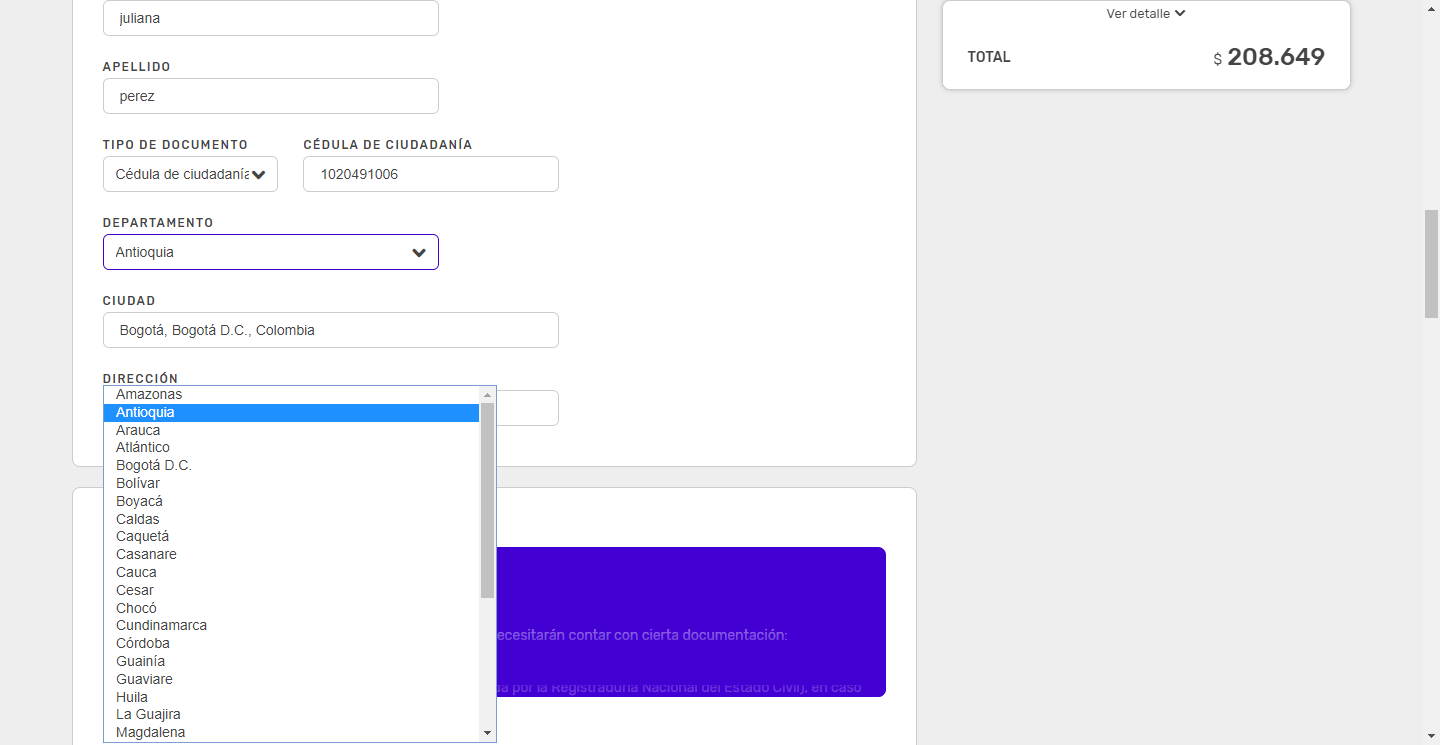 juliana
Ver detalle
TOTAL
$ 208.649
APELLIDO
perez
TIPO DE DOCUMENTO
CÉDULA DE CIUDADANÍA
Cédula de ciudadanía
1020491006
DEPARTAMENTO
Antioquia
CIUDAD
Bogotá, Bogotá D.C., Colombia
DIRECCIÓN
Amazonas
Antioquia
Arauca
Atlántico
Bogotá D.C.
Bolívar
Boyacá
Caldas
Caquetá
Casanare
Cauca
Cesar
Chocó
Cundinamarca
Córdoba
Guainía
Guaviare
Huila
La Guajira
Magdalena
ecesitarán contar con cierta documentación:
da por la Registraduría Nacional del Estado Civil), en caso